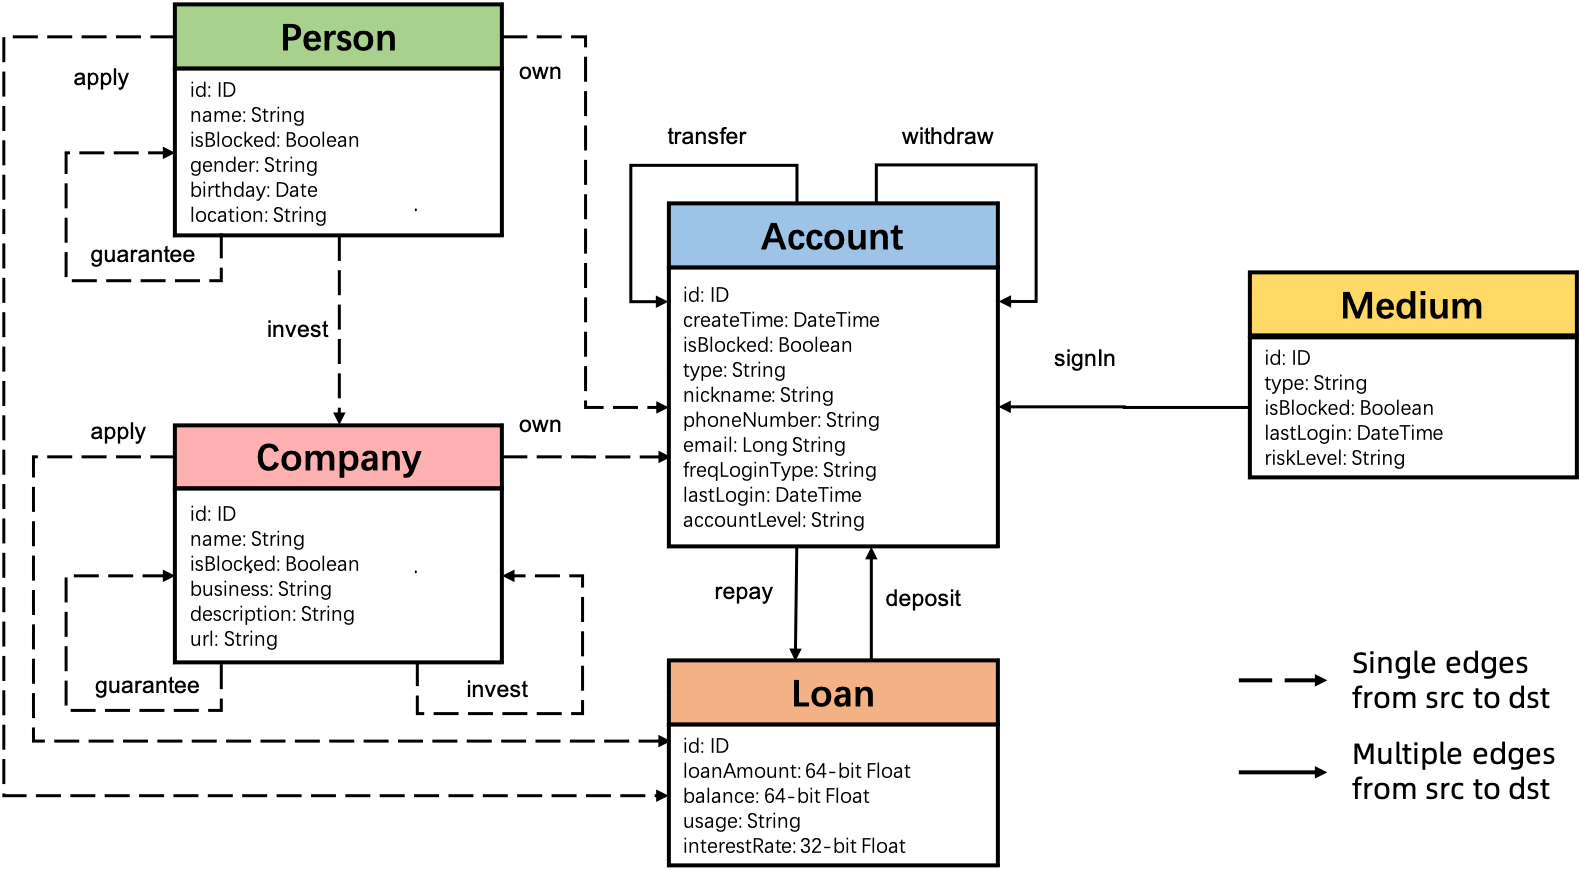 Person
id: ID
name: String
isBlocked: Boolean
gender: String
birthday: Date
location: String
apply
own
guarantee
invest
transfer
withdraw
Account
id: ID
createTime: DateTime
isBlocked: Boolean
type: String
nickname: String
phoneNumber: String
email: Long String
freqLoginType: String
lastLogin: DateTime
accountLevel: String
signIn
Medium
id: ID
type: String
isBlocked: Boolean
lastLogin: DateTime
riskLevel: String
apply
own
Company
id: ID
name: String
isBlocked: Boolean
business: String
description: String
url: String
guarantee
invest
repay
deposit
Loan
id: ID
loanAmount: 64-bit Float
balance: 64-bit Float
usage: String
interestRate: 32-bit Float
Single edges
from src to dst
Multiple edges
from src to dst